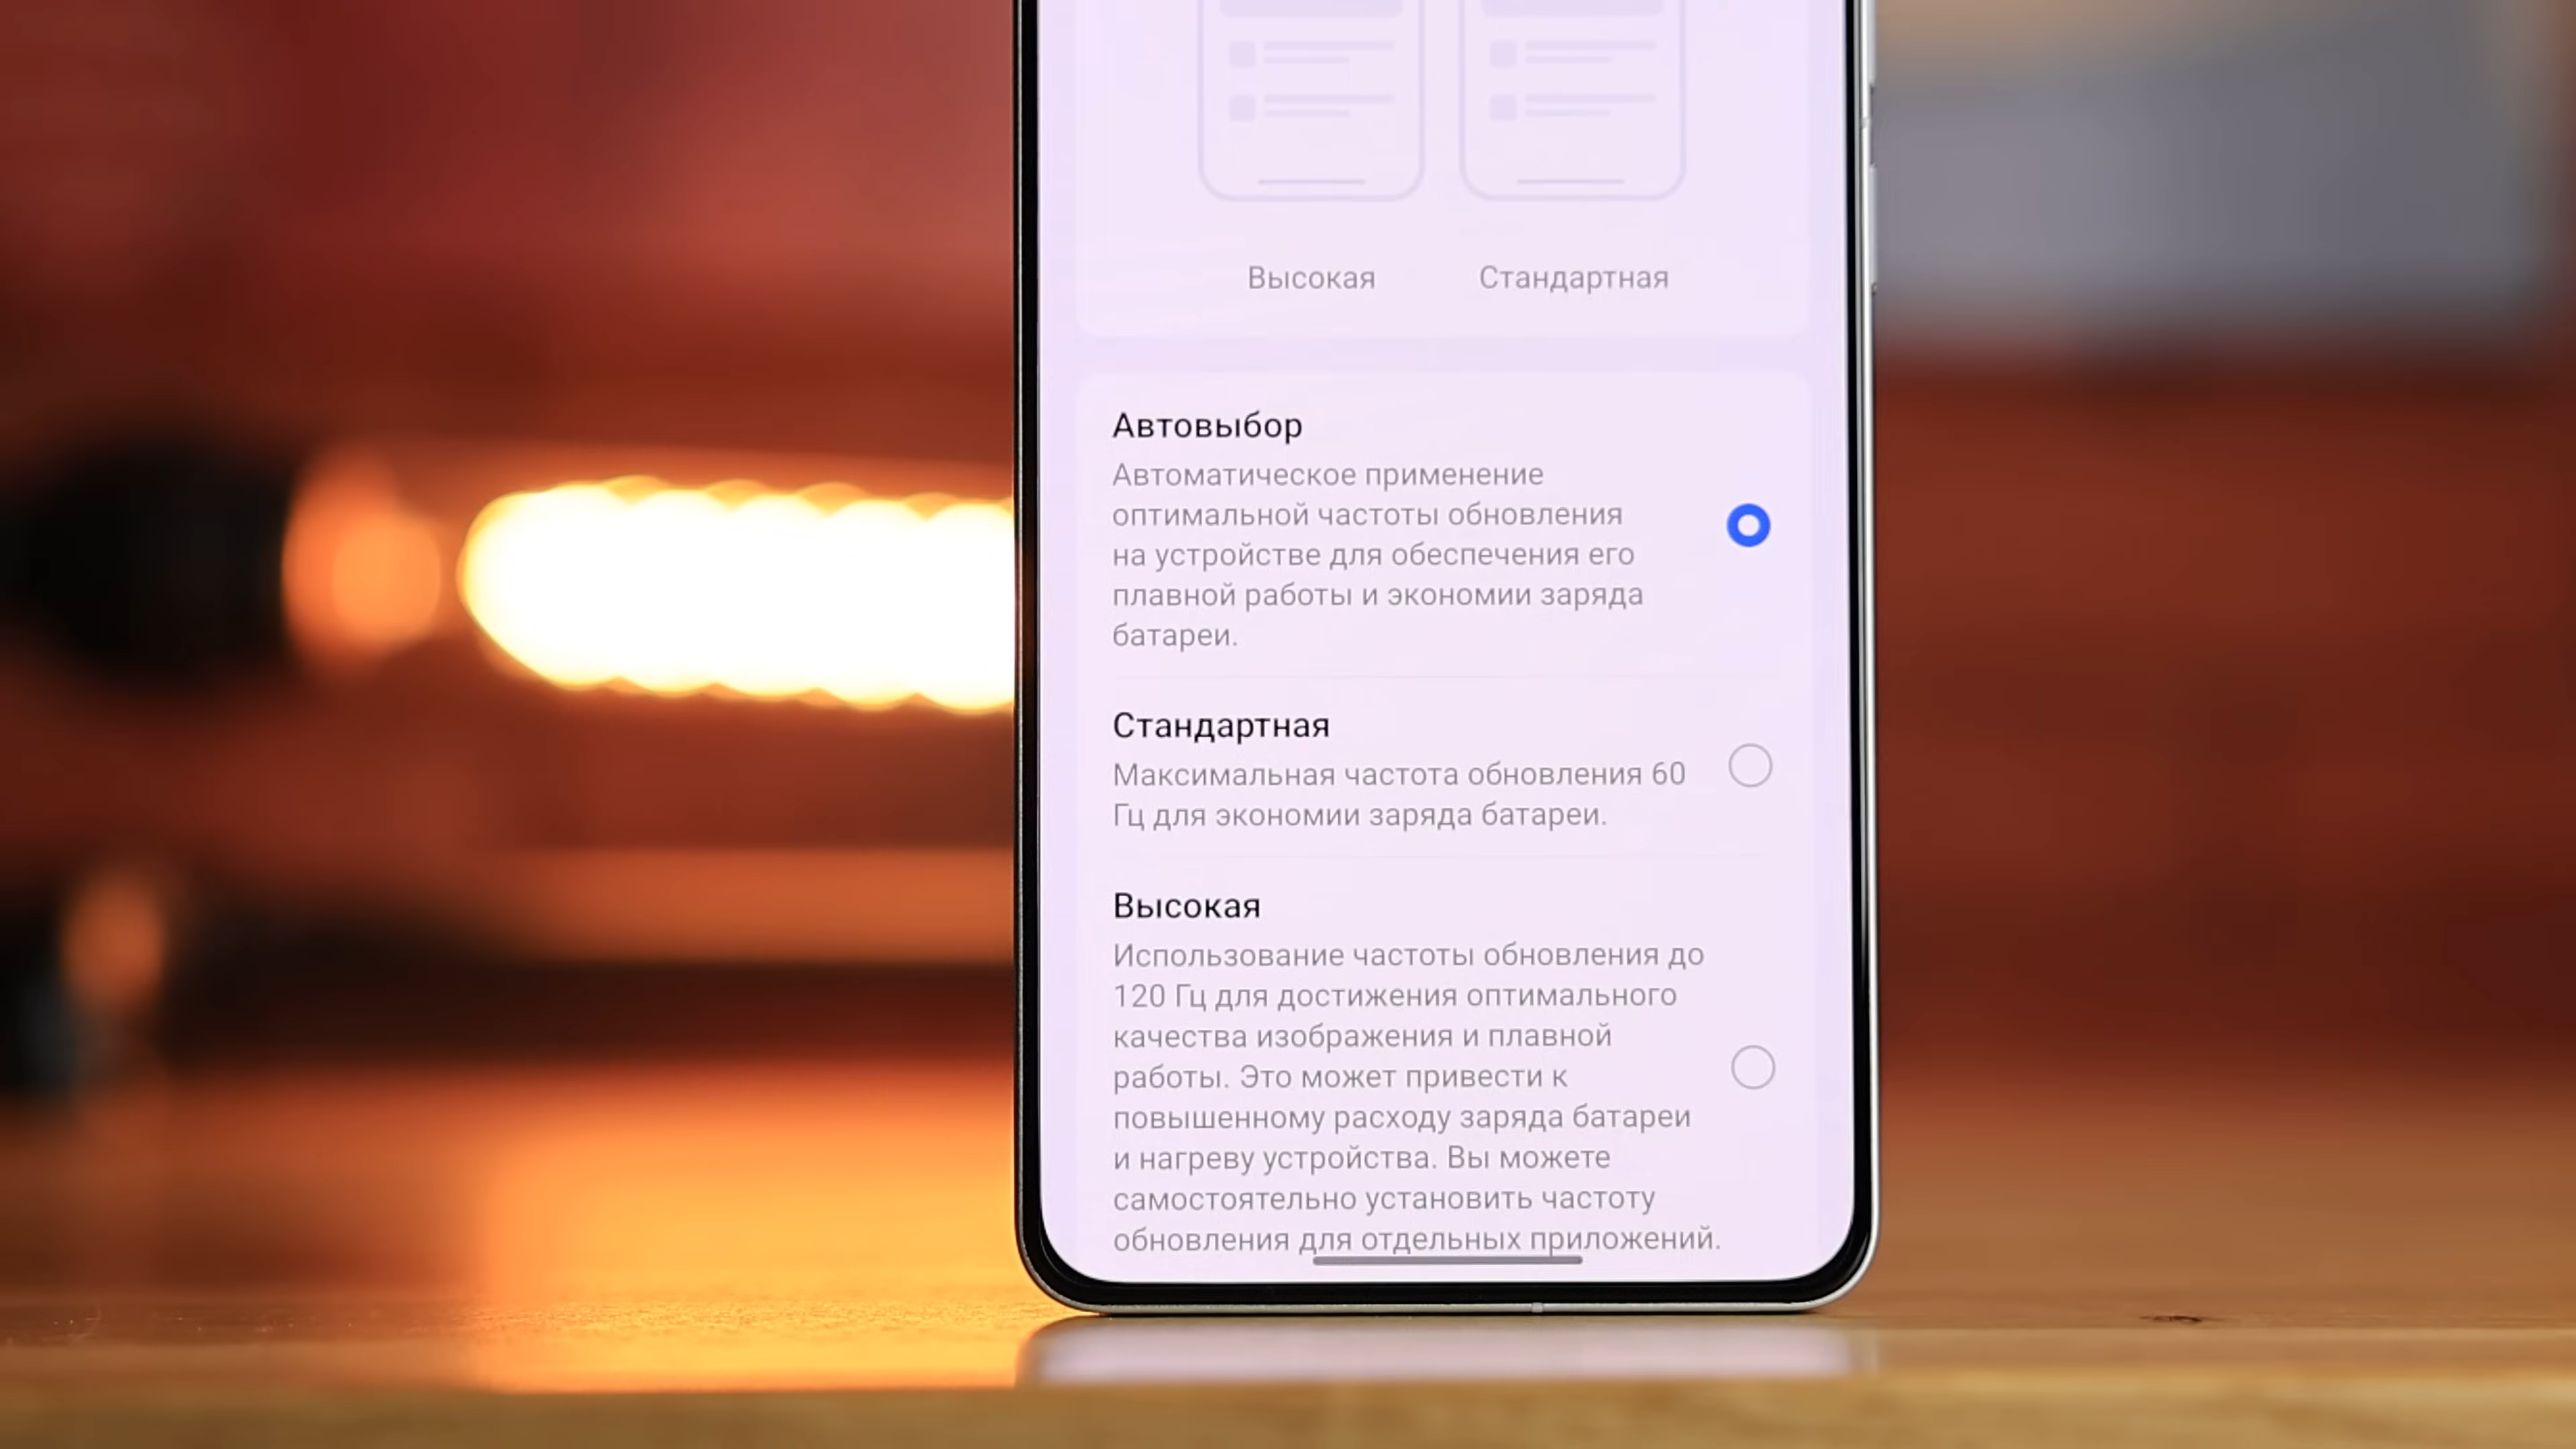 Высокая Стандартная
Автовыбор
Автоматическое применение
оптимальной частоты обновления
на устройстве для обеспечения его
плавной работы и экономии заряда
батареи.
Стандартная
Максимальная частота обновления 60
Гц для экономии заряда батареи.
Высокая
Использование частоты обновления до
120 Гц для достижения оптимального
качества изображения и плавной
работы. Это может привести к
повышенному расходу заряда батареи
и нагреву устройства. Вы можете
самостоятельно установить частоту
обновления для отдельных приложений.